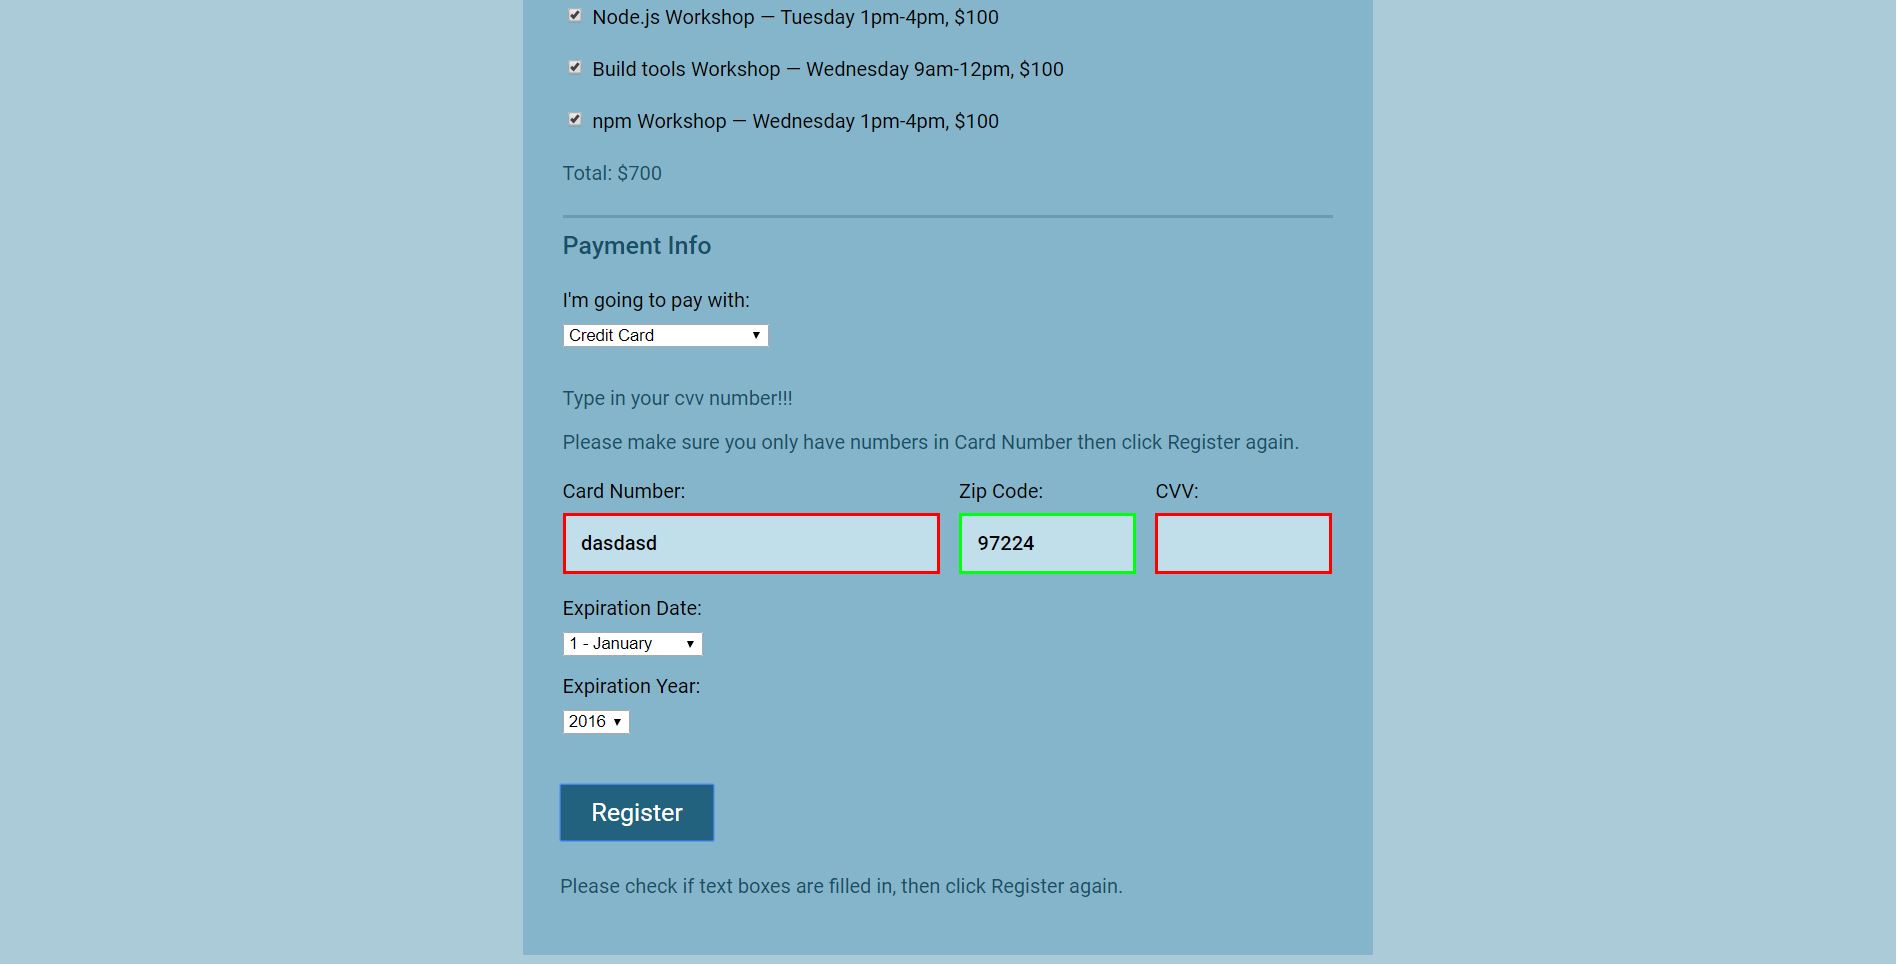 Node.js Workshop — Tuesday 1pm-4pm, $100
Build tools Workshop — Wednesday 9am-12pm, $100
npm Workshop — Wednesday 1pm-4pm, $100
Total: $700
Payment Info
I'm going to pay with:
Credit Card
Type in your cvv number!!!
Please make sure you only have numbers in Card Number then click Register again.
Card Number: Zip Code: CVV:
dasdasd 97224
Expiration Date:
1 - January
Expiration Year:
2016
Register
Please check if text boxes are filled in, then click Register again.